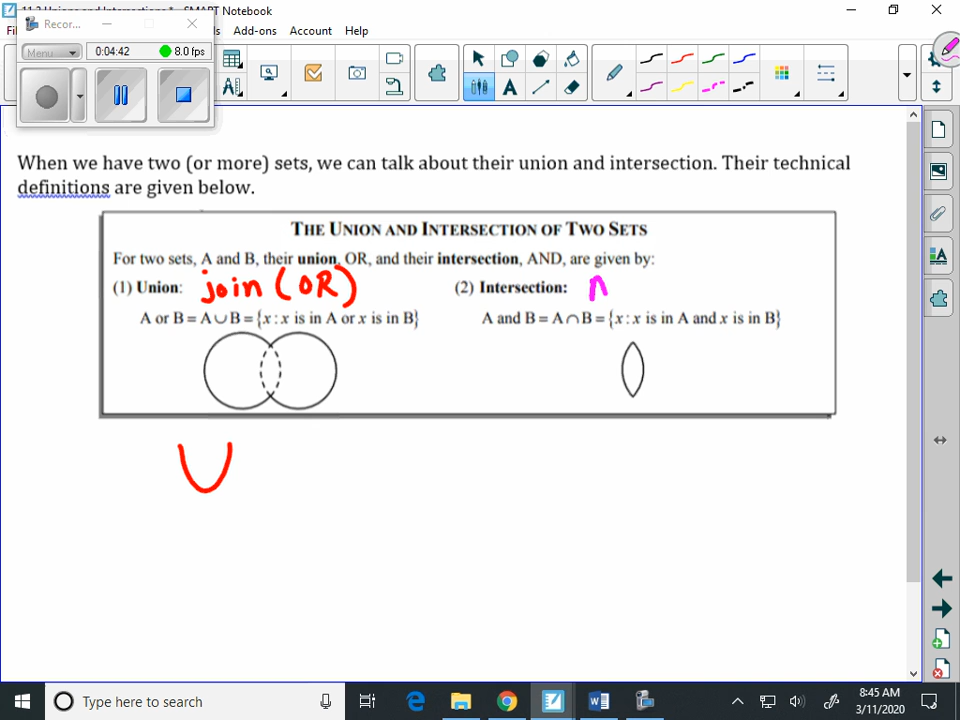 SMART Notebook
Recor...
Add-ons Account Help
Menu 0:04:42 8.0 fps
When we have two (or more) sets, we can talk about their union and intersection. Their technical
definitions are given below.
THE UNION AND INTERSECTION OF TWO SETS
For two sets, A and B, their union, OR, and their intersection, AND, are given by:
(1) Union: join (OR) (2) Intersection: n
A or B = A∪B = {x : x is in A or x is in B} A and B = A∩B = {x : x is in A and x is in B}
U
Type here to search
8:45 AM
3/11/2020